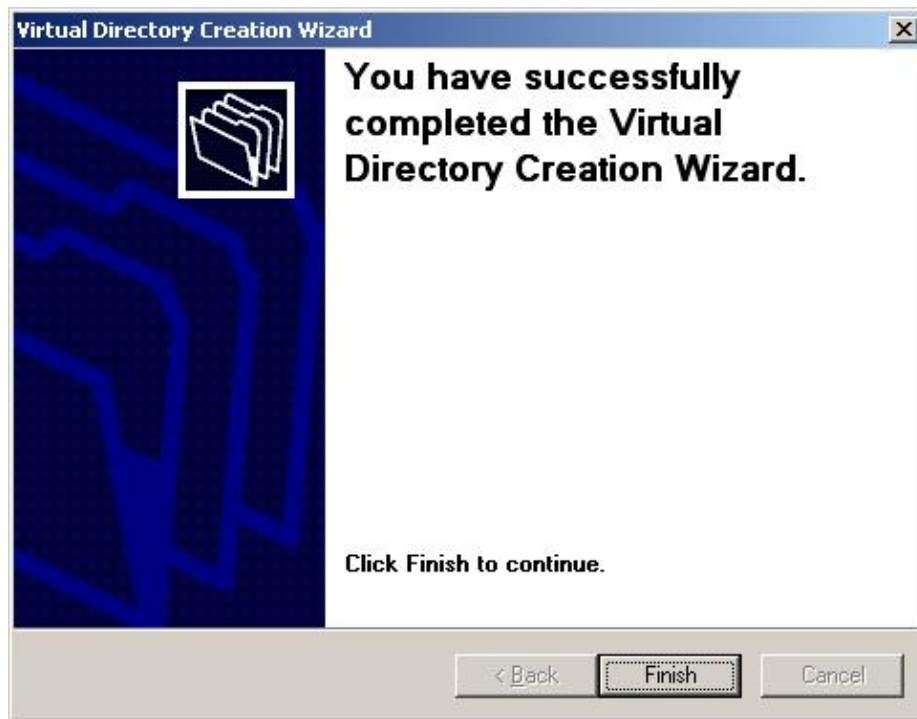 Virtual Directory Creation Wizard
You have successfully
completed the Virtual
Directory Creation Wizard.
Click Finish to continue.
< Back
Finish
Cancel